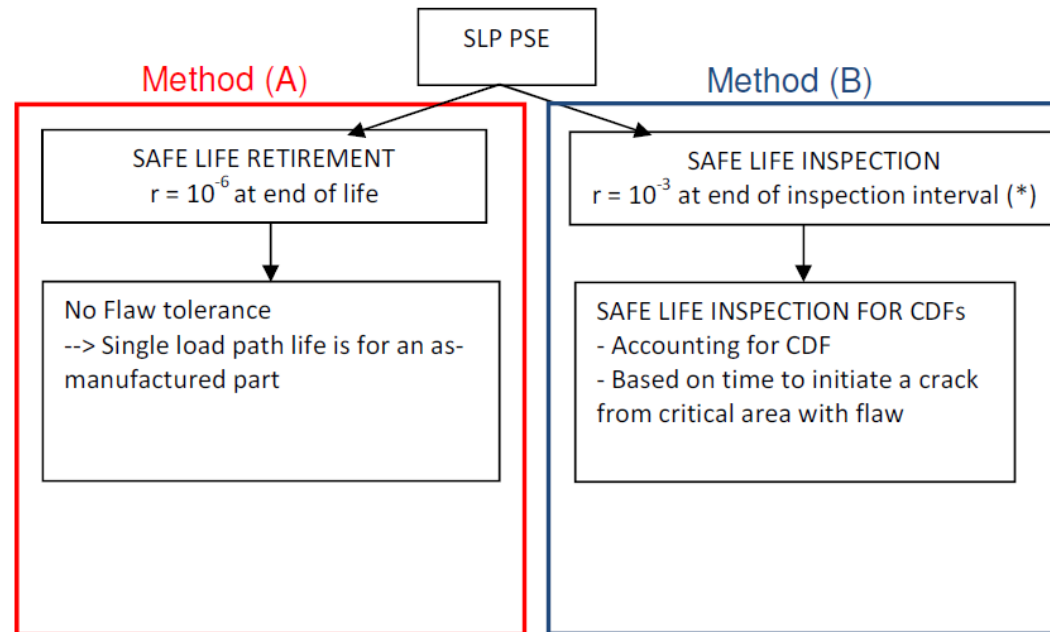 SLP PSE
Method (A)
Method (B)
SAFE LIFE RETIREMENT
r = 10⁻⁶ at end of life
SAFE LIFE INSPECTION
r = 10⁻³ at end of inspection interval (*)
No Flaw tolerance
--> Single load path life is for an as-
manufactured part
SAFE LIFE INSPECTION FOR CDFs
- Accounting for CDF
- Based on time to initiate a crack
from critical area with flaw